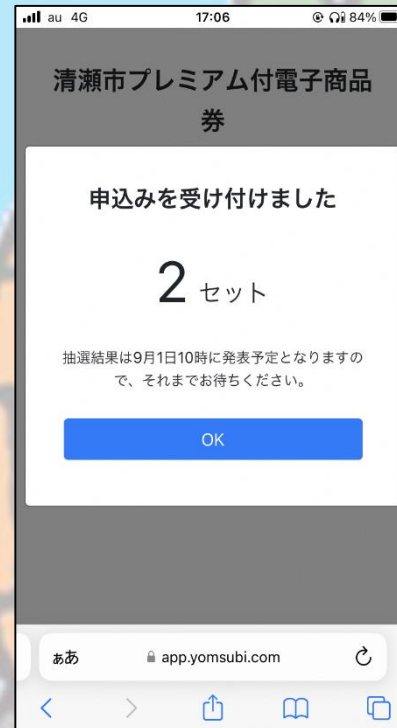 au 4G 17:06 84%
清瀬市プレミアム付電子商品
券
申込みを受け付けました
2 セット
抽選結果は9月1日10時に発表予定となりますの
で、それまでお待ちください。
OK
ぁあ app.yomsubi.com